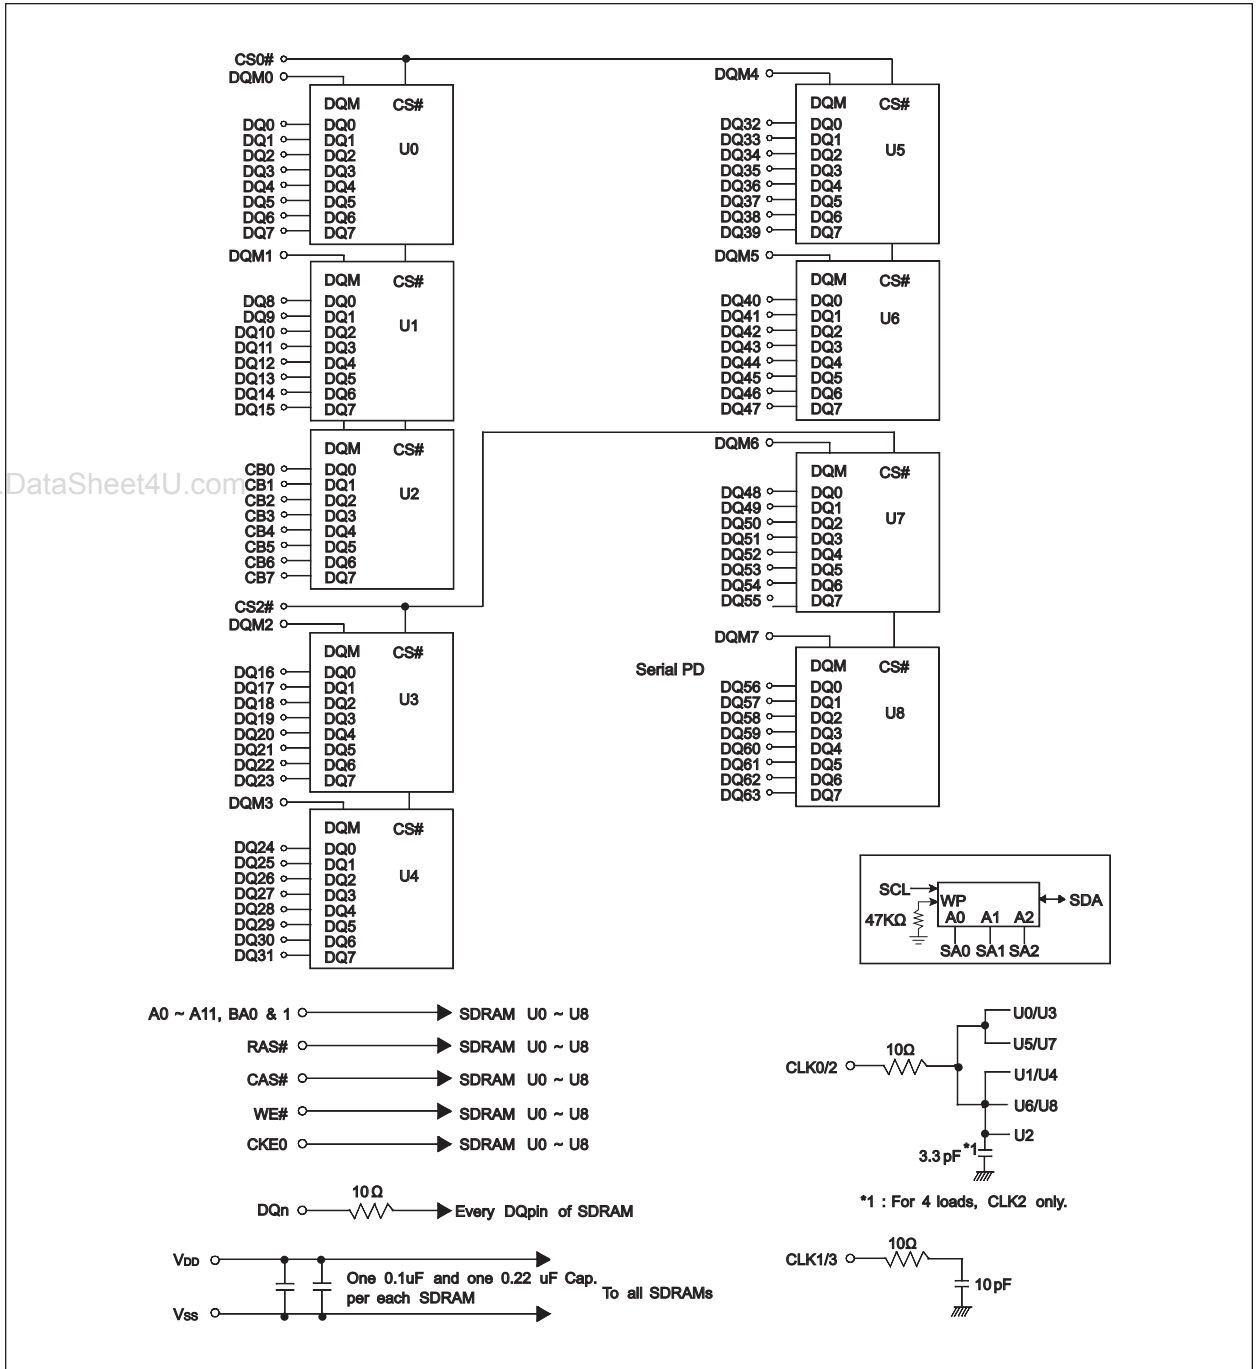 CS0#
DQM0
DQM CS#
U0
DQ0 DQ0
DQ1 DQ1
DQ2 DQ2
DQ3 DQ3
DQ4 DQ4
DQ5 DQ5
DQ6 DQ6
DQ7 DQ7
DQM1
DQM CS#
U1
DQ8 DQ0
DQ9 DQ1
DQ10 DQ2
DQ11 DQ3
DQ12 DQ4
DQ13 DQ5
DQ14 DQ6
DQ15 DQ7
DQM CS#
U2
CB0 DQ0
CB1 DQ1
CB2 DQ2
CB3 DQ3
CB4 DQ4
CB5 DQ5
CB6 DQ6
CB7 DQ7
.DataSheet4U.com
CS2#
DQM2
DQM CS#
U3
DQ16 DQ0
DQ17 DQ1
DQ18 DQ2
DQ19 DQ3
DQ20 DQ4
DQ21 DQ5
DQ22 DQ6
DQ23 DQ7
DQM3
DQM CS#
U4
DQ24 DQ0
DQ25 DQ1
DQ26 DQ2
DQ27 DQ3
DQ28 DQ4
DQ29 DQ5
DQ30 DQ6
DQ31 DQ7
DQM4
DQM CS#
U5
DQ32 DQ0
DQ33 DQ1
DQ34 DQ2
DQ35 DQ3
DQ36 DQ4
DQ37 DQ5
DQ38 DQ6
DQ39 DQ7
DQM5
DQM CS#
U6
DQ40 DQ0
DQ41 DQ1
DQ42 DQ2
DQ43 DQ3
DQ44 DQ4
DQ45 DQ5
DQ46 DQ6
DQ47 DQ7
DQM6
DQM CS#
U7
DQ48 DQ0
DQ49 DQ1
DQ50 DQ2
DQ51 DQ3
DQ52 DQ4
DQ53 DQ5
DQ54 DQ6
DQ55 DQ7
DQM7
Serial PD
DQM CS#
U8
DQ56 DQ0
DQ57 DQ1
DQ58 DQ2
DQ59 DQ3
DQ60 DQ4
DQ61 DQ5
DQ62 DQ6
DQ63 DQ7
SCL
WP
SDA
47KΩ
A0 A1 A2
SA0 SA1 SA2
A0 ~ A11, BA0 & 1 SDRAM U0 ~ U8
RAS# SDRAM U0 ~ U8
CAS# SDRAM U0 ~ U8
WE# SDRAM U0 ~ U8
CKE0 SDRAM U0 ~ U8
10Ω
DQn Every DQpin of SDRAM
VDD
One 0.1uF and one 0.22 uF Cap.
per each SDRAM
To all SDRAMs
Vss
U0/U3
10Ω
U5/U7
CLK0/2
U1/U4
U6/U8
U2
3.3 pF *1
*1 : For 4 loads, CLK2 only.
10Ω
CLK1/3
10 pF